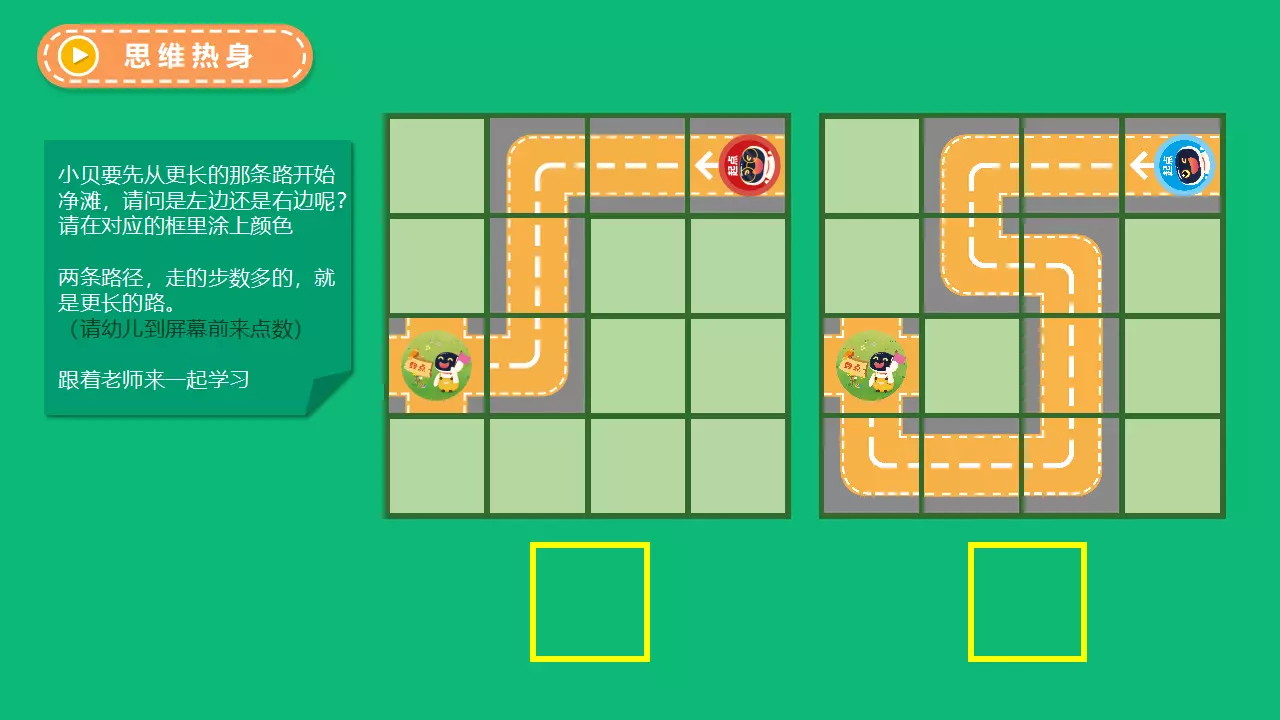 思维热身
小贝要先从更长的那条路开始
净滩，请问是左边还是右边呢？
请在对应的框里涂上颜色
两条路径，走的步数多的，就
是更长的路。
（请幼儿到屏幕前来点数）
跟着老师来一起学习
起点
起点
终点
终点